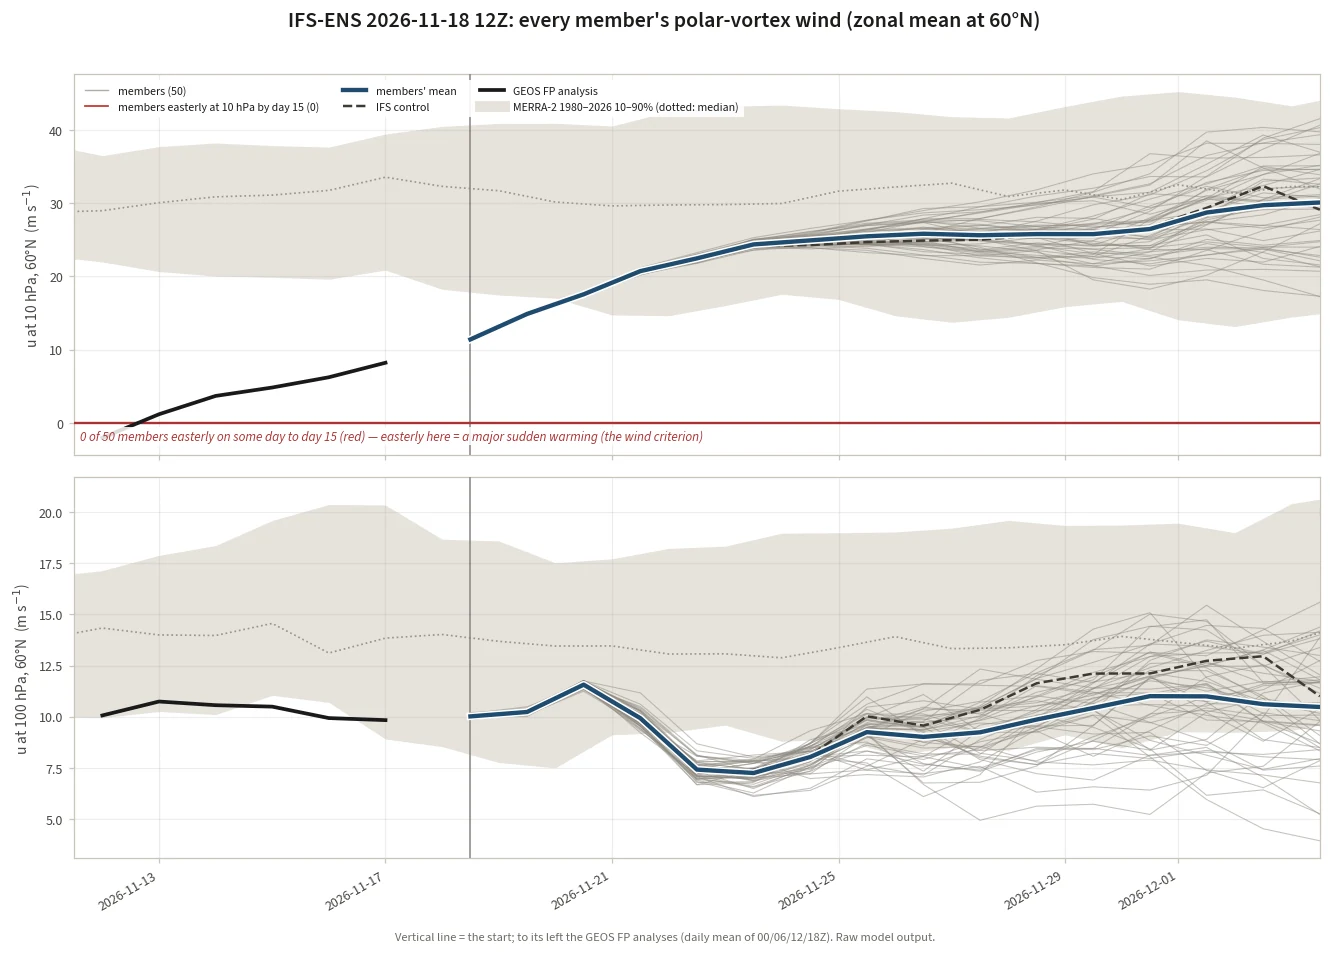 IFS-ENS 2026-11-18 12Z: every member's polar-vortex wind (zonal mean at 60°N)
members (50)
members' mean
GEOS FP analysis
members easterly at 10 hPa by day 15 (0)
IFS control
MERRA-2 1980–2026 10–90% (dotted: median)
u at 10 hPa, 60°N (m s⁻¹)
40
30
20
10
0
0 of 50 members easterly on some day to day 15 (red) — easterly here = a major sudden warming (the wind criterion)
u at 100 hPa, 60°N (m s⁻¹)
20.0
17.5
15.0
12.5
10.0
7.5
5.0
2026-11-13
2026-11-17
2026-11-21
2026-11-25
2026-11-29
2026-12-01
Vertical line = the start; to its left the GEOS FP analyses (daily mean of 00/06/12/18Z). Raw model output.